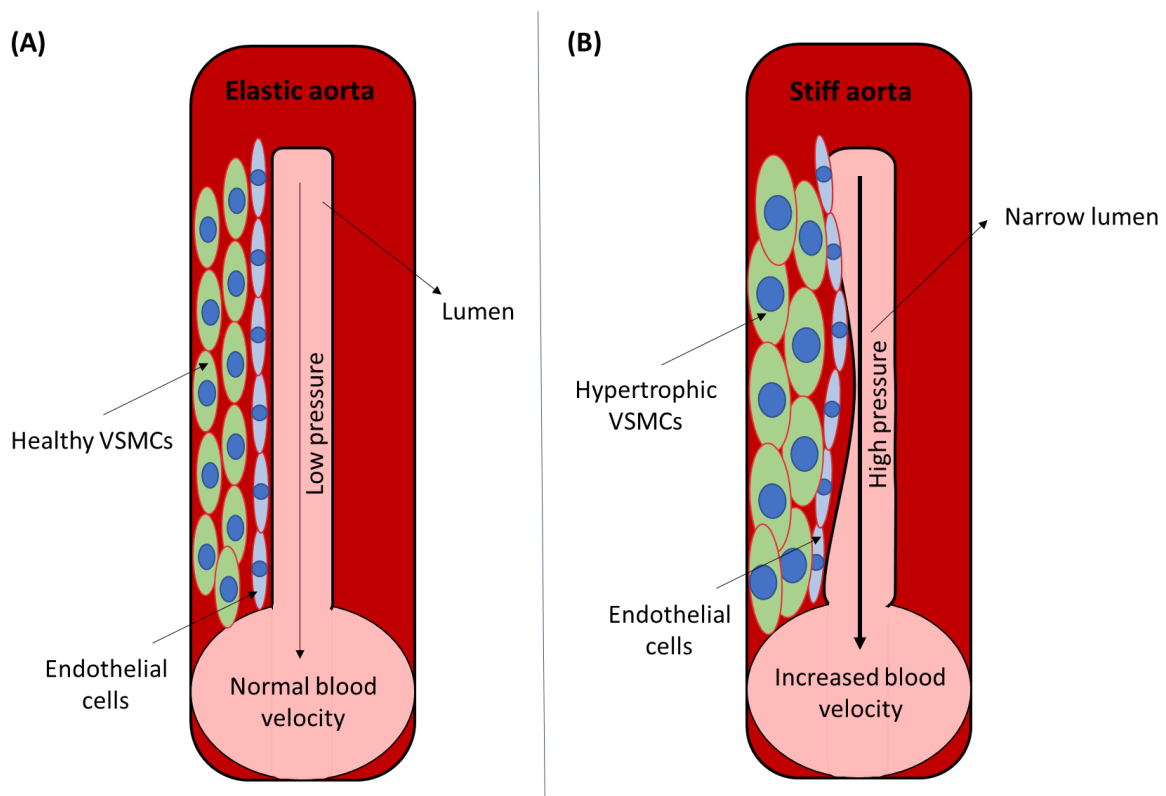 (A)
Elastic aorta
Lumen
Low pressure
Healthy VSMCs
Endothelial
cells
Normal blood
velocity
(B)
Stiff aorta
Narrow lumen
High pressure
Hypertrophic
VSMCs
Endothelial
cells
Increased blood
velocity